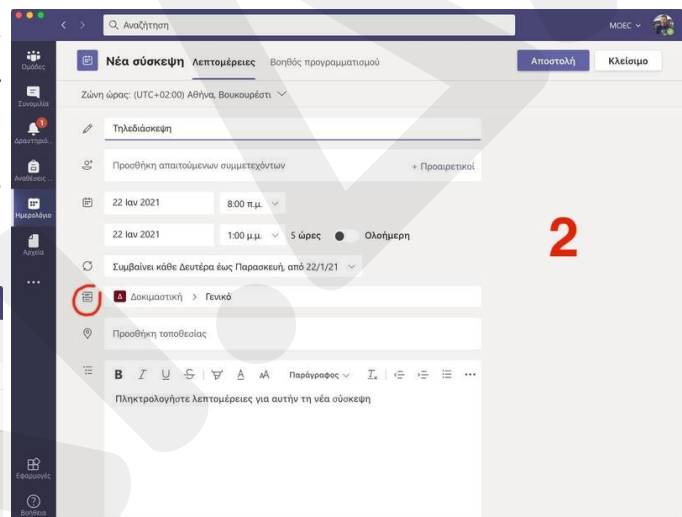 Αναζήτηση
MOEC
Ομάδες
Νέα σύσκεψη Λεπτομέρειες Βοηθός προγραμματισμού
Αποστολή Κλείσιμο
Συνομιλία
Ζώνη ώρας: (UTC+02:00) Αθήνα, Βουκουρέστι
1
Δραστηριό...
Τηλεδιάσκεψη
Αναθέσεις ...
Προσθήκη απαιτούμενων συμμετεχόντων + Προαιρετικοί
Ημερολόγιο
22 Ιαν 2021 8:00 π.μ.
2
22 Ιαν 2021 1:00 μ.μ. 5 ώρες Ολοήμερη
Αρχεία
Συμβαίνει κάθε Δευτέρα έως Παρασκευή, από 22/1/21
Δ Δοκιμαστική > Γενικό
Προσθήκη τοποθεσίας
B I U S A AA Παράγραφος
Πληκτρολογήστε λεπτομέρειες για αυτήν τη νέα σύσκεψη
Εφαρμογές
Βοήθεια